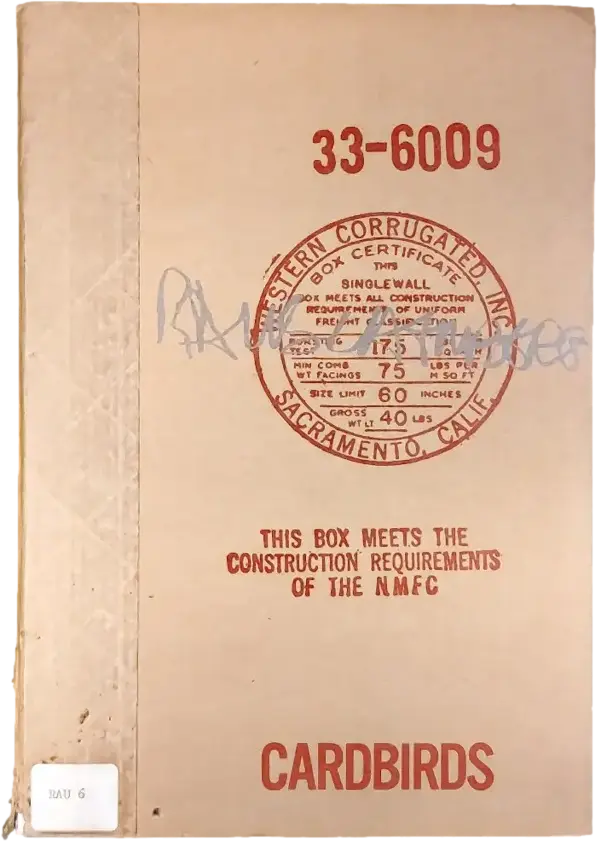 33-6009
WESTERN CORRUGATED, INC.
BOX CERTIFICATE
THIS
SINGLEWALL
BOX MEETS ALL CONSTRUCTION
REQUIREMENTS OF UNIFORM
FREIGHT CLASSIFICATION
BURSTING
TEST
175
MIN COMB
WT FACINGS
75
LBS PER
M SQ FT
SIZE LIMIT 60 INCHES
GROSS
WT LT 40 LBS
SACRAMENTO, CALIF.
THIS BOX MEETS THE
CONSTRUCTION REQUIREMENTS
OF THE NMFC
CARDBIRDS
RAU 6